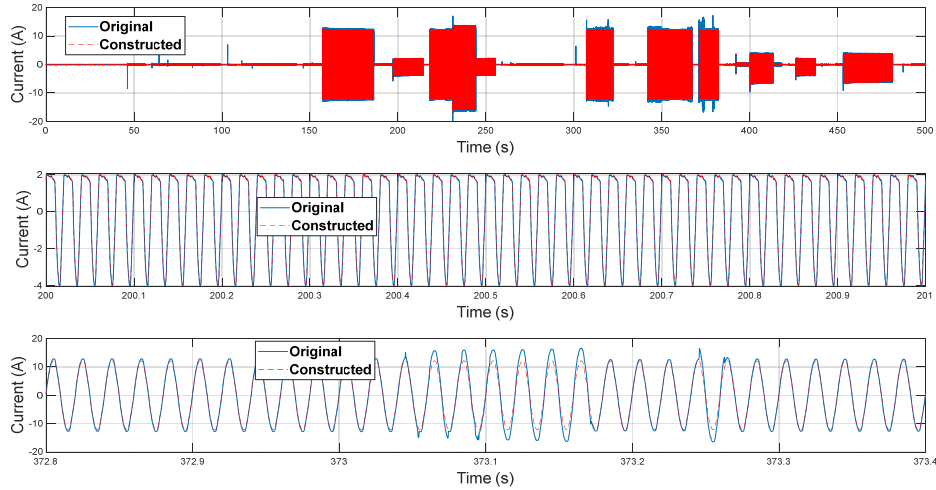 20
10
0
-10
-20
Current (A)
Original
Constructed
0 50 100 150 200 250 300 350 400 450 500
Time (s)
2
0
-2
-4
Current (A)
Original
Constructed
200 200.1 200.2 200.3 200.4 200.5 200.6 200.7 200.8 200.9 201
Time (s)
20
10
0
-10
-20
Current (A)
Original
Constructed
372.8 372.9 373 373.1 373.2 373.3 373.4
Time (s)